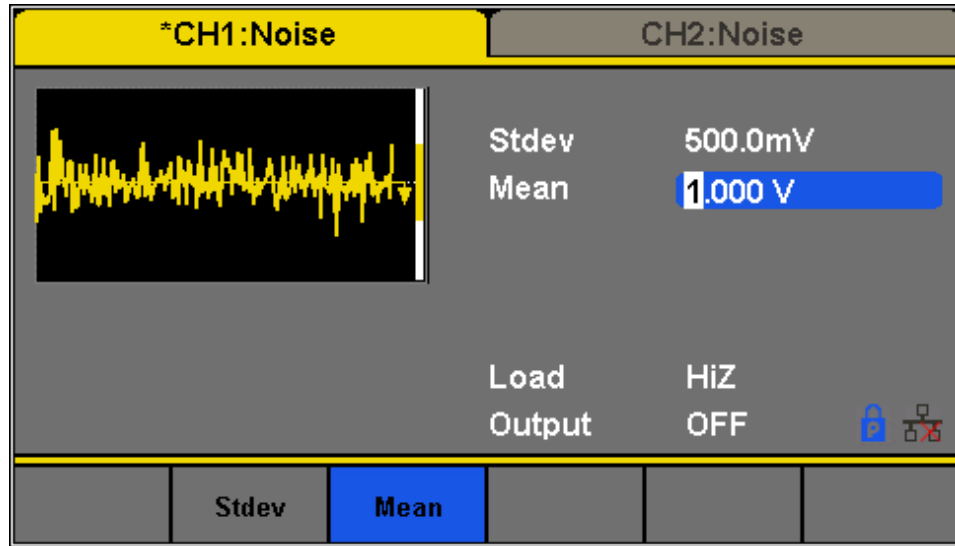 *CH1:Noise CH2:Noise
Stdev 500.0mV
Mean 1.000 V
Load HiZ
Output OFF P
Stdev Mean